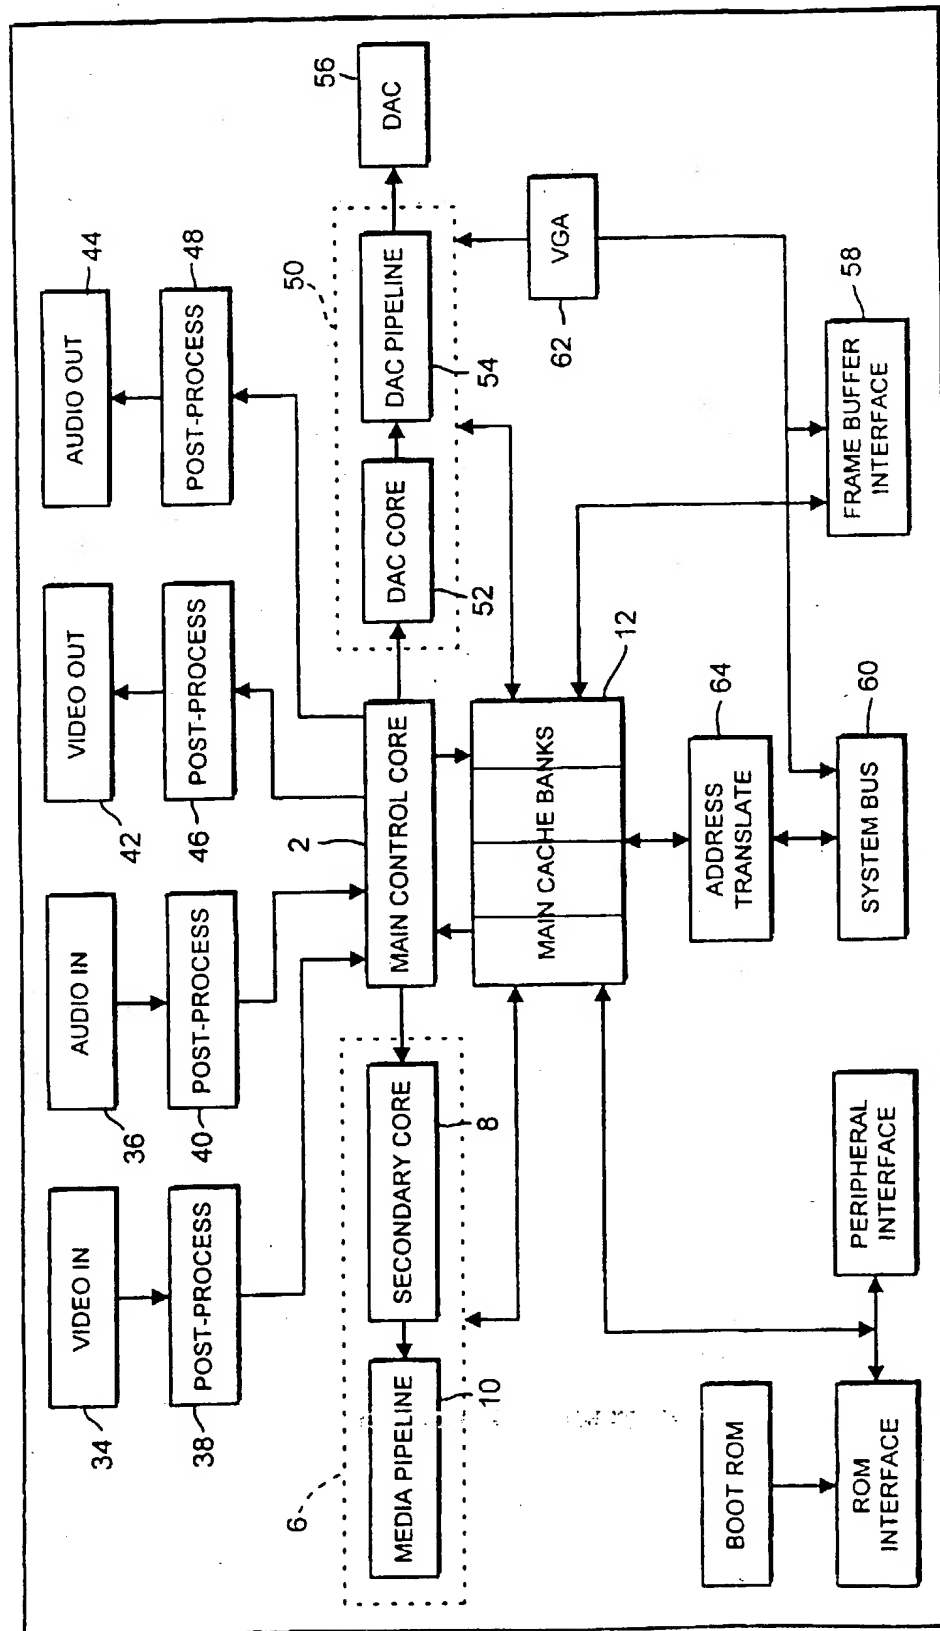 VIDEO IN
34
AUDIO IN
36
VIDEO OUT
42
AUDIO OUT
44
POST-PROCESS
38
POST-PROCESS
40
POST-PROCESS
46
POST-PROCESS
48
6
50
56
MEDIA PIPELINE
10
SECONDARY CORE
8
MAIN CONTROL CORE
2
DAC CORE
52
DAC PIPELINE
54
DAC
MAIN CACHE BANKS
12
VGA
62
BOOT ROM
ADDRESS
TRANSLATE
64
ROM
INTERFACE
PERIPHERAL
INTERFACE
SYSTEM BUS
60
FRAME BUFFER
INTERFACE
58